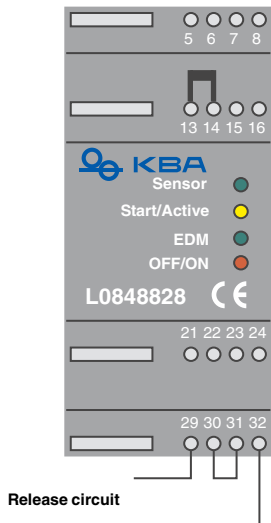 5 6 7 8
13 14 15 16
KBA
Sensor
Start/Active
EDM
OFF/ON
L0848828 CE
21 22 23 24
29 30 31 32
Release circuit